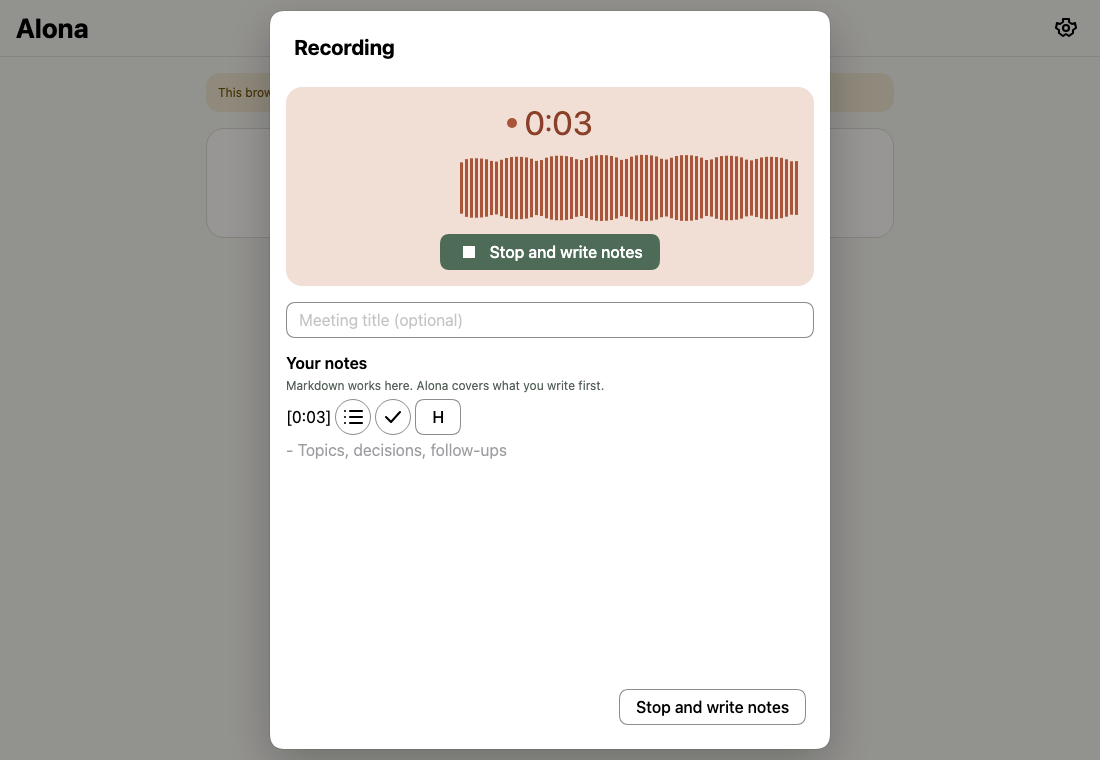 Alona
This brow
Recording
0:03
Stop and write notes
Meeting title (optional)
Your notes
Markdown works here. Alona covers what you write first.
[0:03] H
- Topics, decisions, follow-ups
Stop and write notes